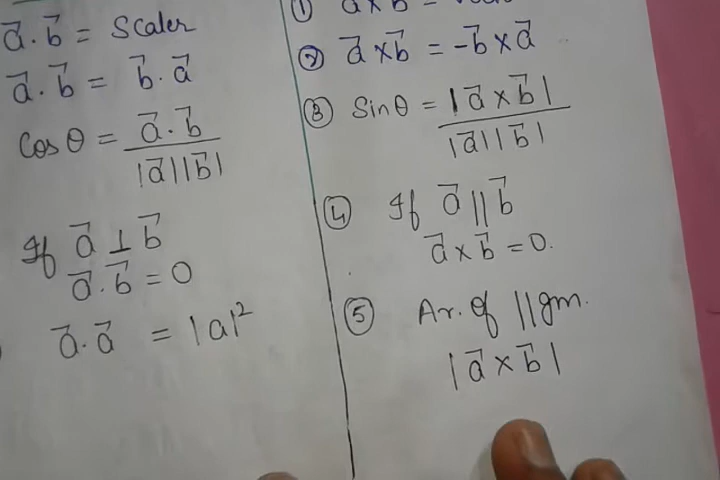 a⃗ . b⃗ = Scaler
a⃗ . b⃗ = b⃗ . a⃗
Cos θ = a⃗ . b⃗ / |a⃗||b⃗|
If a⃗ ⊥ b⃗
a⃗ . b⃗ = 0
a⃗ . a⃗ = |a|²
① a × b =
② a⃗ × b⃗ = -b⃗ × a⃗
③ Sin θ = |a⃗ × b⃗| / |a⃗||b⃗|
④ If a⃗ || b⃗
a⃗ × b⃗ = 0.
⑤ Ar. of ||gm.
|a⃗ × b⃗|